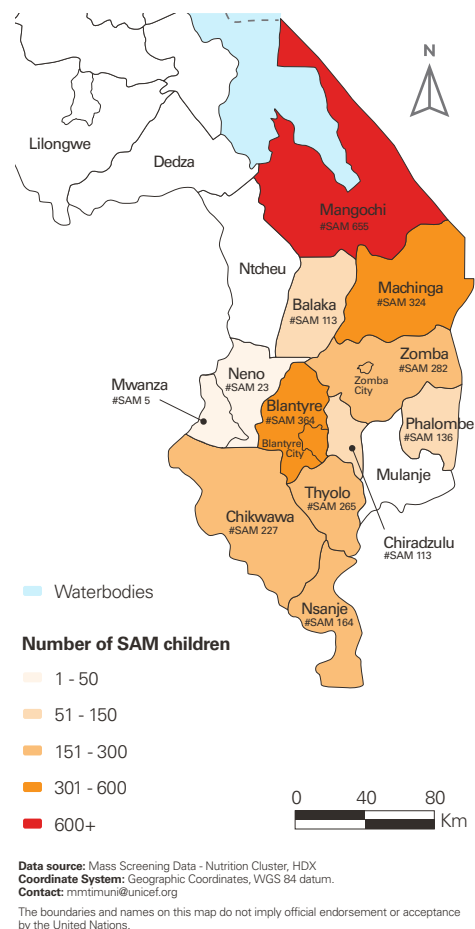 N
Lilongwe
Dedza
Mangochi
#SAM 655
Ntcheu
Machinga
#SAM 324
Balaka
#SAM 113
Zomba
#SAM 282
Neno
#SAM 23
Zomba
City
Mwanza
#SAM 5
Blantyre
#SAM 364
Phalombe
#SAM 136
Blantyre
City
Mulanje
Thyolo
#SAM 265
Chikwawa
#SAM 227
Chiradzulu
#SAM 113
Nsanje
#SAM 164
Waterbodies
Number of SAM children
1 - 50
51 - 150
151 - 300
301 - 600
600+
0 40 80
Km
Data source: Mass Screening Data - Nutrition Cluster, HDX
Coordinate System: Geographic Coordinates, WGS 84 datum.
Contact: mmtimuni@unicef.org
The boundaries and names on this map do not imply official endorsement or acceptance
by the United Nations.